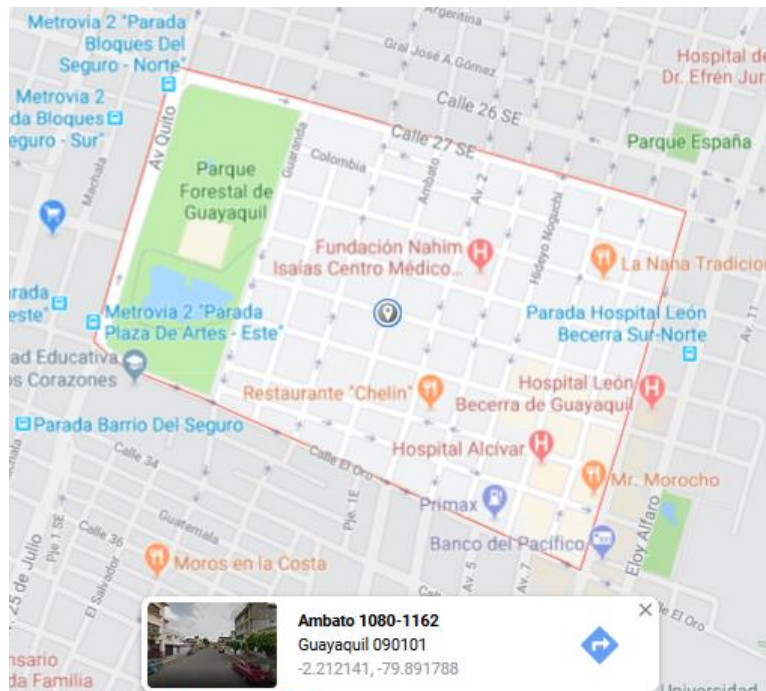 Metrovia 2 "Parada
Bloques Del
Seguro - Norte"
Argentina
Gral José A. Gómez
Hospital de
Dr. Efrén Jura
Metrovia 2
da Bloques
eguro - Sur"
Calle 26 SE
Calle 27 SE
Parque España
Av Quito
Machala
Parque
Forestal de
Guayaquil
Guaranda
Colombia
Ambato
Av. 2
Hideyo Noguchi
Fundación Nahim
Isaías Centro Médico...
La Nana Tradicio
arada
este"
Metrovia 2 "Parada
Plaza De Artes - Este"
Parada Hospital León
Becerra Sur-Norte
Av. 11
ad Educativa
os Corazones
Restaurante "Chelin"
Hospital León
Becerra de Guayaquil
Parada Barrio Del Seguro
Calle 34
Calle El Oro
Hospital Alcívar
Mr. Morocho
Pje. 1E
Primax
Guatemala
Calle 36
Pje 1 SE
Banco del Pacífico
Eloy Alfaro
Moros en la Costa
Av. 5
Av. 7
25 de Julio
El Salvador
Calle El Oro
Ambato 1080-1162
Guayaquil 090101
-2.212141, -79.891788
nsario
da Familia
Universidad